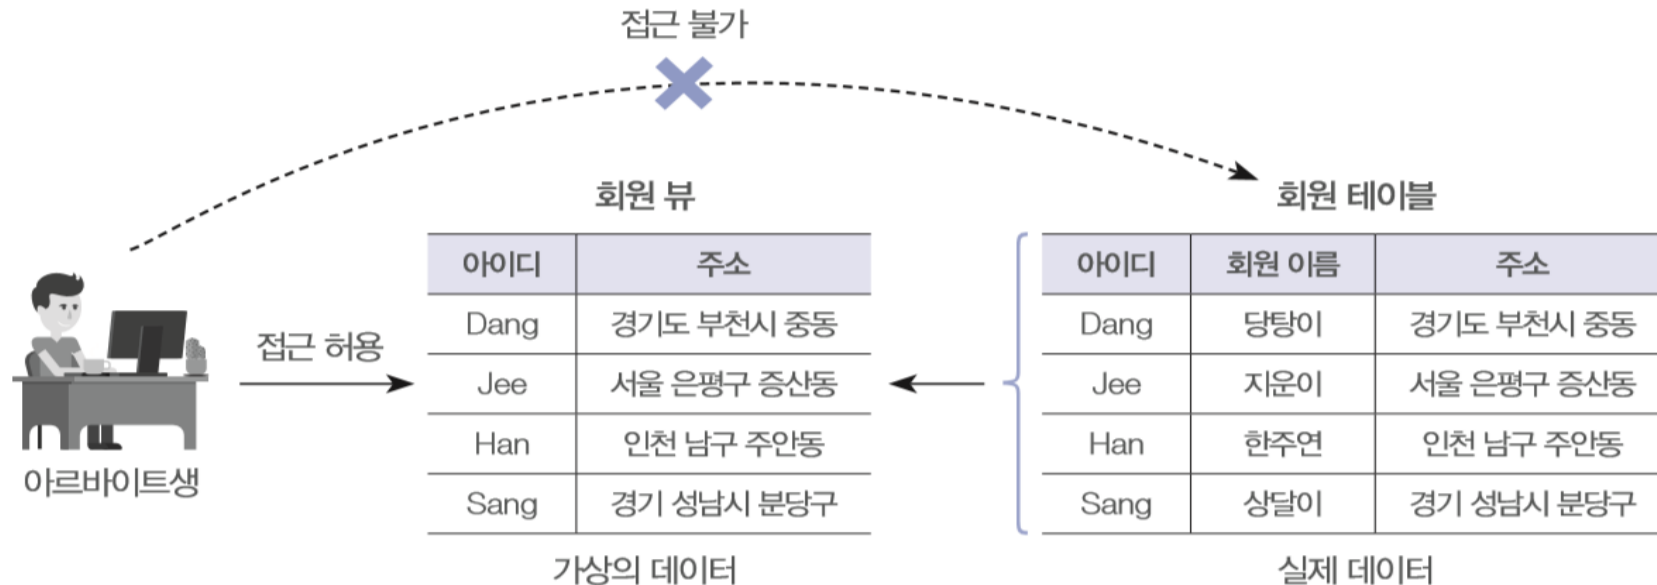 접근 불가
회원 뷰
회원 테이블
아이디 주소
아이디 회원 이름 주소
Dang 경기도 부천시 중동
Dang 당탕이 경기도 부천시 중동
접근 허용
Jee 서울 은평구 증산동
Jee 지운이 서울 은평구 증산동
Han 인천 남구 주안동
Han 한주연 인천 남구 주안동
아르바이트생
Sang 경기 성남시 분당구
Sang 상달이 경기 성남시 분당구
가상의 데이터
실제 데이터